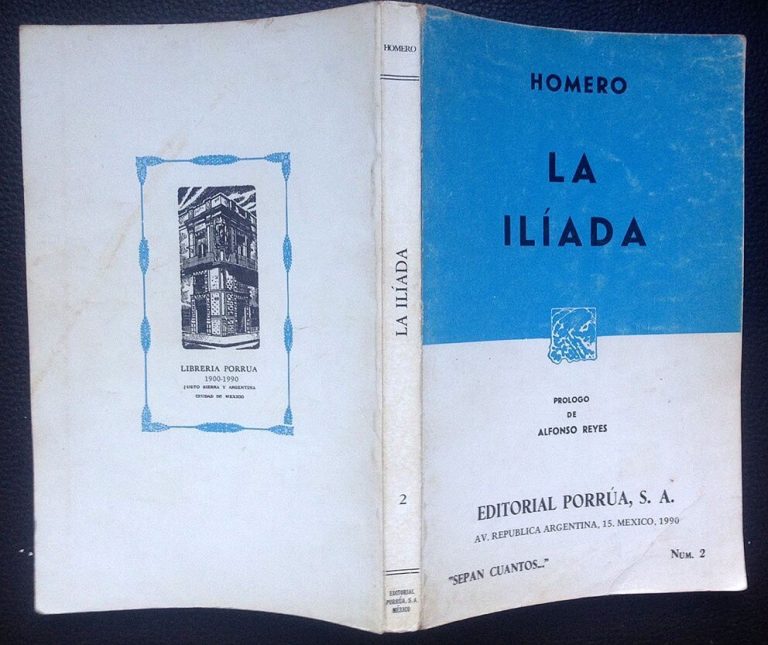 LIBRERIA PORRUA
1900-1990
JUSTO SIERRA Y ARGENTINA
CIUDAD DE MEXICO
HOMERO
LA ILÍADA
2
EDITORIAL
PORRÚA, S. A.
MÉXICO
HOMERO
LA
ILÍADA
PROLOGO
DE
ALFONSO REYES
EDITORIAL PORRÚA, S. A.
AV. REPUBLICA ARGENTINA, 15. MEXICO, 1990
"SEPAN CUANTOS..."
NUM. 2